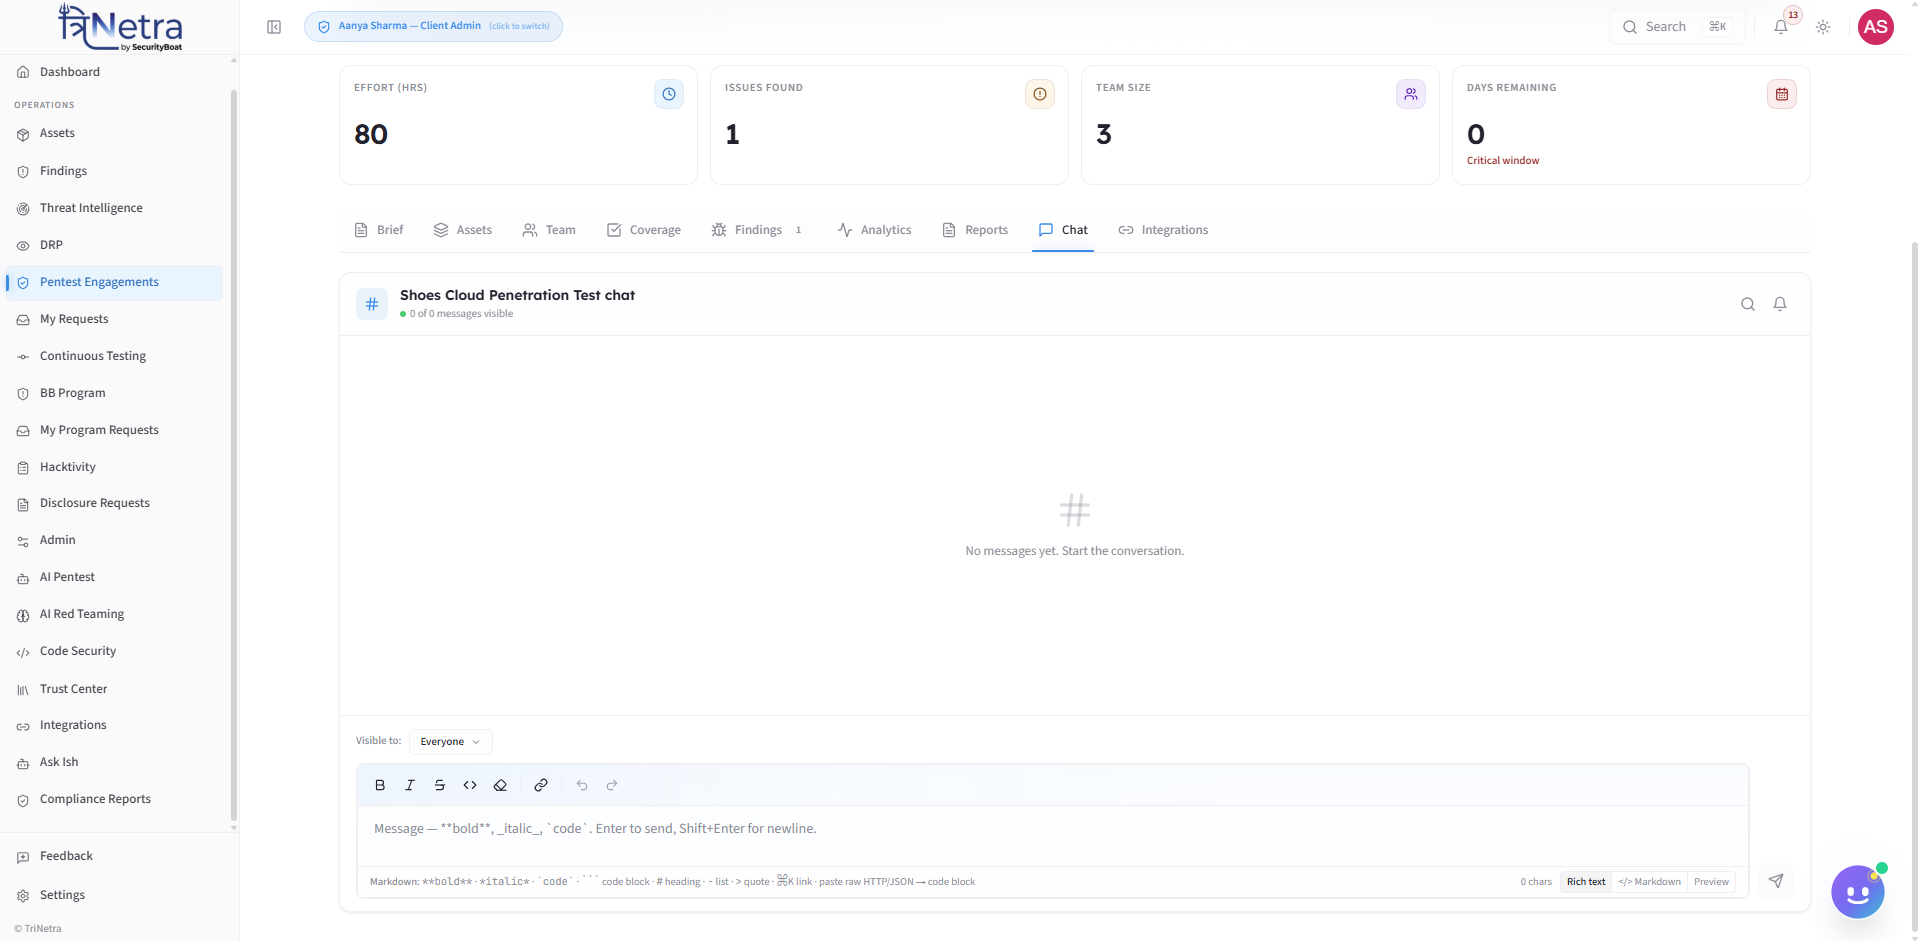 त्रिNetra
by SecurityBoat
Aanya Sharma — Client Admin (click to switch)
Search ⌘K
13
AS
Dashboard
OPERATIONS
Assets
Findings
Threat Intelligence
DRP
Pentest Engagements
My Requests
Continuous Testing
BB Program
My Program Requests
Hacktivity
Disclosure Requests
Admin
AI Pentest
AI Red Teaming
Code Security
Trust Center
Integrations
Ask Ish
Compliance Reports
Feedback
Settings
© TriNetra
EFFORT (HRS)
80
ISSUES FOUND
1
TEAM SIZE
3
DAYS REMAINING
0
Critical window
Brief Assets Team Coverage Findings 1 Analytics Reports Chat Integrations
# Shoes Cloud Penetration Test chat
0 of 0 messages visible
#
No messages yet. Start the conversation.
Visible to: Everyone
B I S <>
Message — **bold**, _italic_, `code`. Enter to send, Shift+Enter for newline.
Markdown: **bold** · *italic* · `code` · ``` code block · # heading · - list · > quote · ⌘K link · paste raw HTTP/JSON → code block
0 chars Rich text </> Markdown Preview